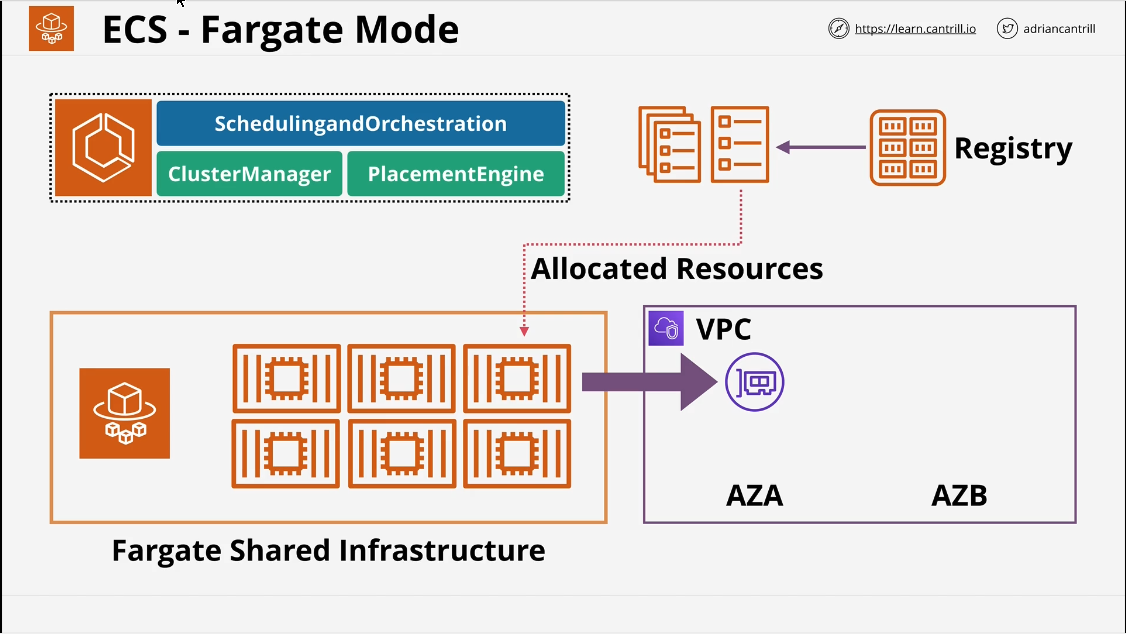 ECS - Fargate Mode
https://learn.cantrill.io
adriancantrill
SchedulingandOrchestration
ClusterManager
PlacementEngine
Registry
Allocated Resources
VPC
AZA
AZB
Fargate Shared Infrastructure